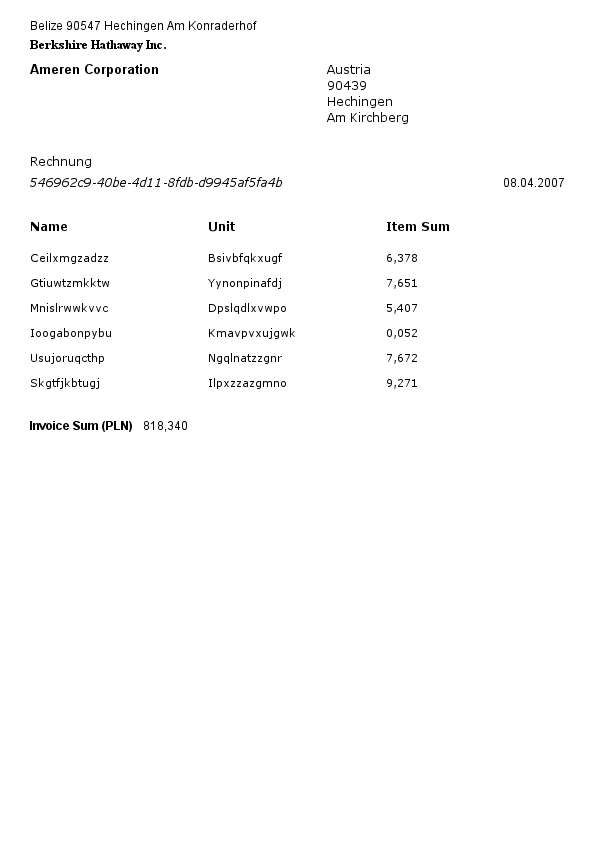 Belize 90547 Hechingen Am Konraderhof
Berkshire Hathaway Inc.
Ameren Corporation
Austria
90439
Hechingen
Am Kirchberg
Rechnung
546962c9-40be-4d11-8fdb-d9945af5fa4b 08.04.2007
Name Unit Item Sum
Ceilxmgzadzz Bsivbfqkxugf 6,378
Gtiuwtzmkktw Yynonpinafdj 7,651
Mnislrwwkvvc Dpslqdlxvwpo 5,407
Ioogabonpybu Kmavpvxujgwk 0,052
Usujoruqcthp Ngqlnatzzgnr 7,672
Skgtfjkbtugj Ilpxzzazgmno 9,271
Invoice Sum (PLN) 818,340